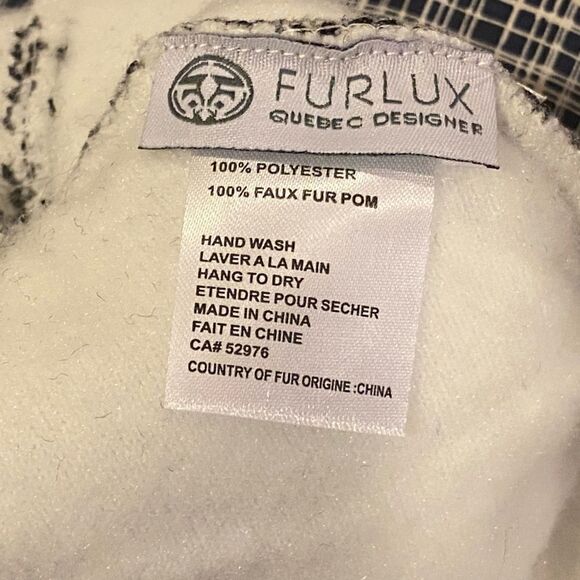 FURLUX
QUEBEC DESIGNER
100% POLYESTER
100% FAUX FUR POM
HAND WASH
LAVER A LA MAIN
HANG TO DRY
ETENDRE POUR SECHER
MADE IN CHINA
FAIT EN CHINE
CA# 52976
COUNTRY OF FUR ORIGINE :CHINA